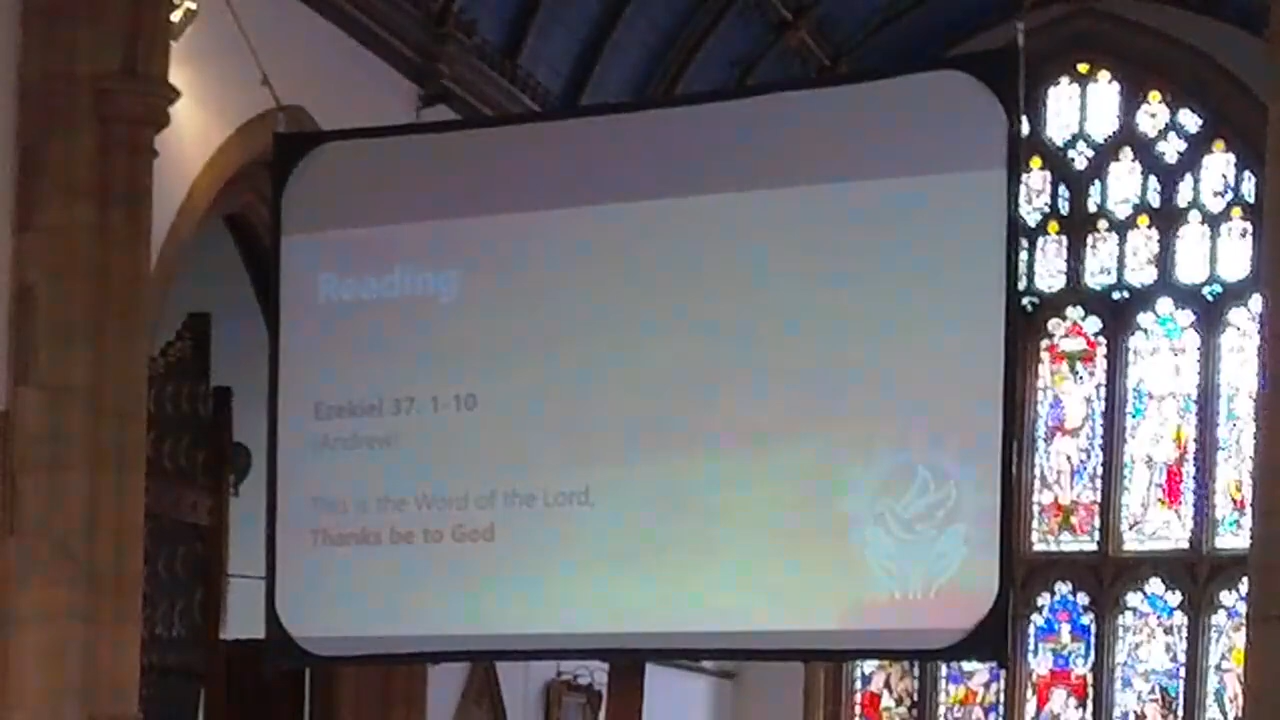 Reading
Ezekiel 37. 1-10
(Andrew)
This is the Word of the Lord,
Thanks be to God